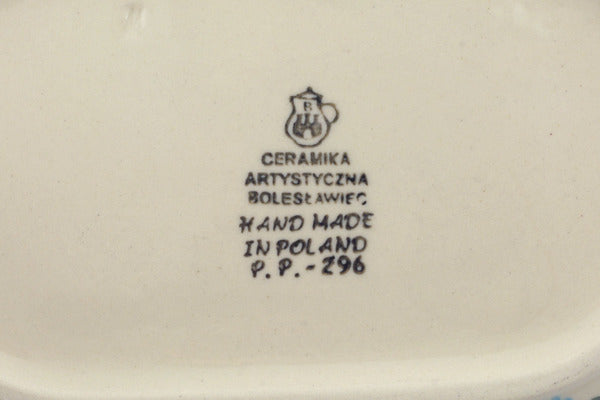 B
CERAMIKA
ARTYSTYCZNA
BOLESŁAWIEC
HAND MADE
IN POLAND
P. P. - 296